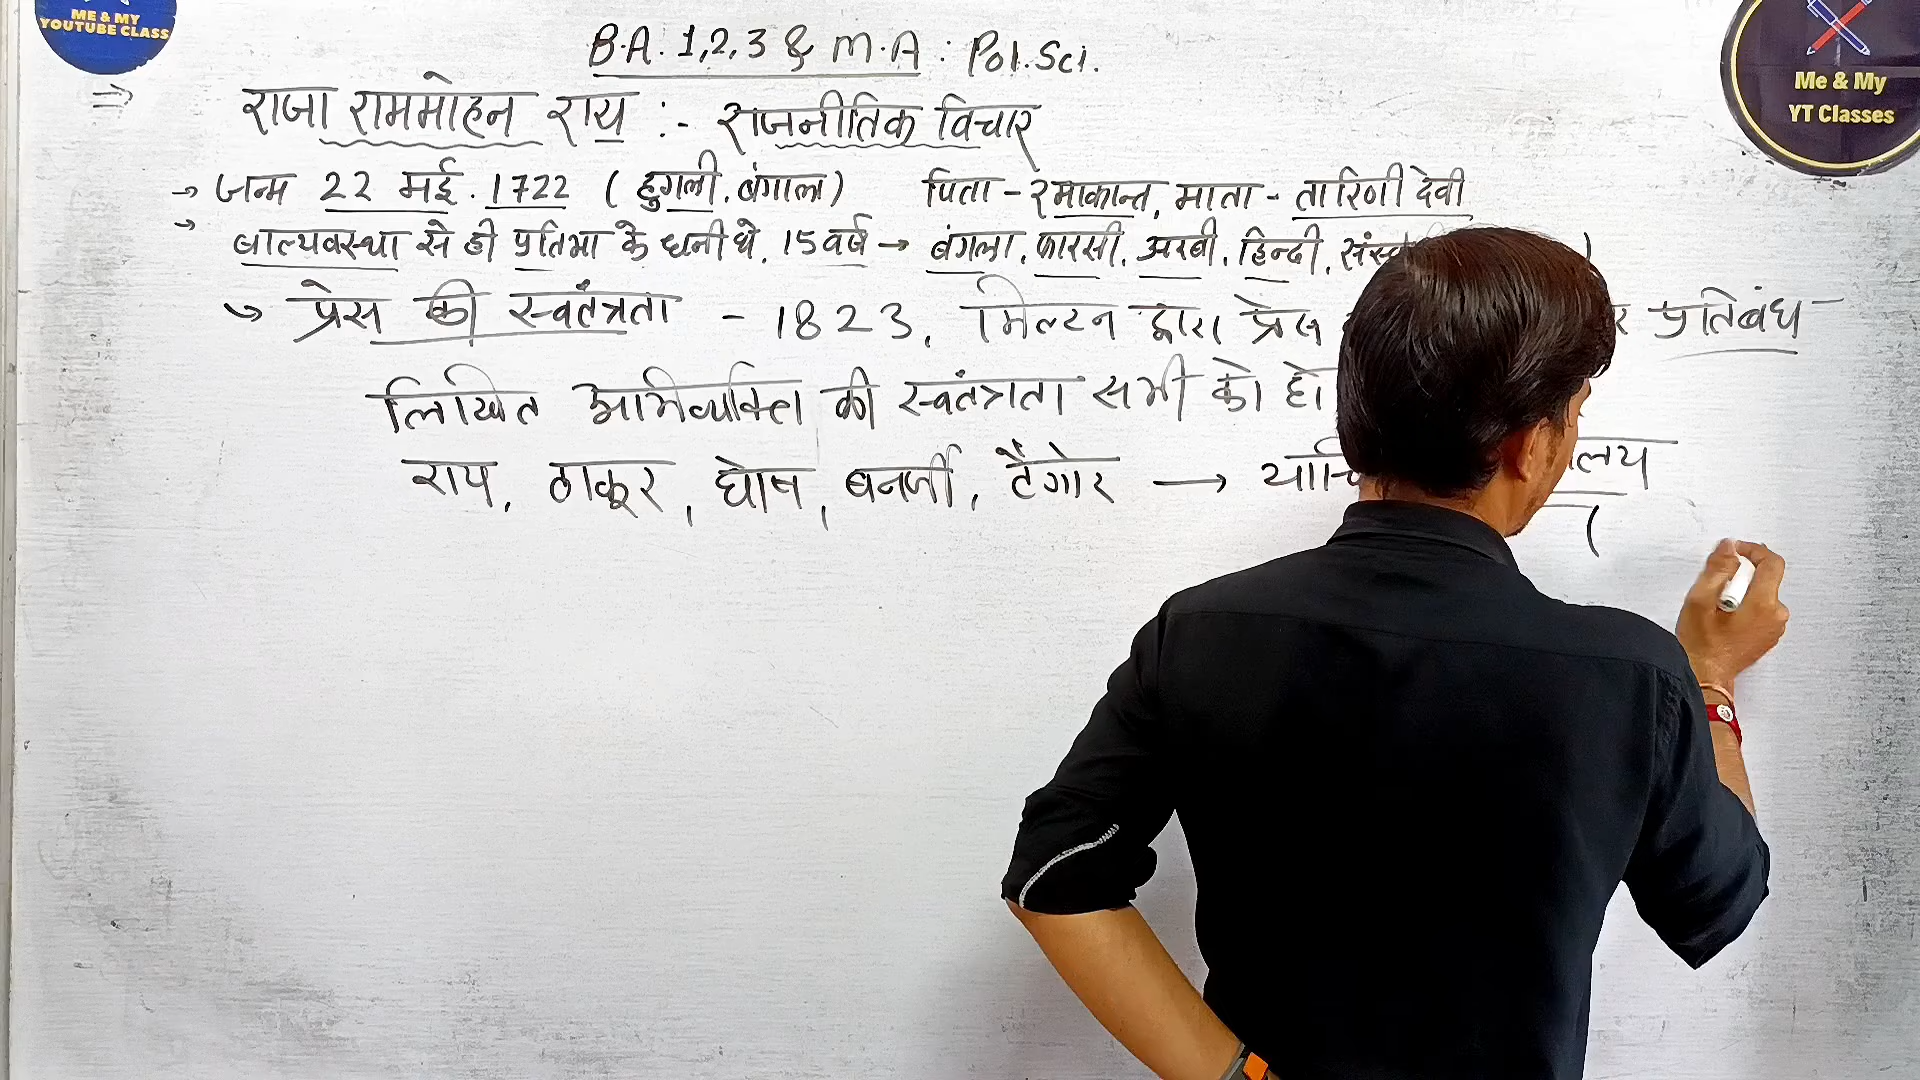 ME & MY
YOUTUBE CLASS
B.A. 1,2,3 & M.A : Pol.Sci.
Me & My
YT Classes
⇒ राजा राममोहन राय :- राजनीतिक विचार
→ जन्म 22 मई. 1722 (हुगली. बंगाल) पिता - रमाकान्त, माता - तारिणी देवी
→ बाल्यवस्था से ही प्रतिभा के धनी थे. 15 वर्ष → बंगला. फारसी. अरबी. हिन्दी. )
→ प्रेस की स्वतंत्रता - 1823. मिल्टन द्वारा प्रेस प्रतिबंध -
लिखित अभिव्यक्ति की स्वतंत्रता सभी को हो
राय, ठाकुर, घोष, बनर्जी, टैगोर →
(